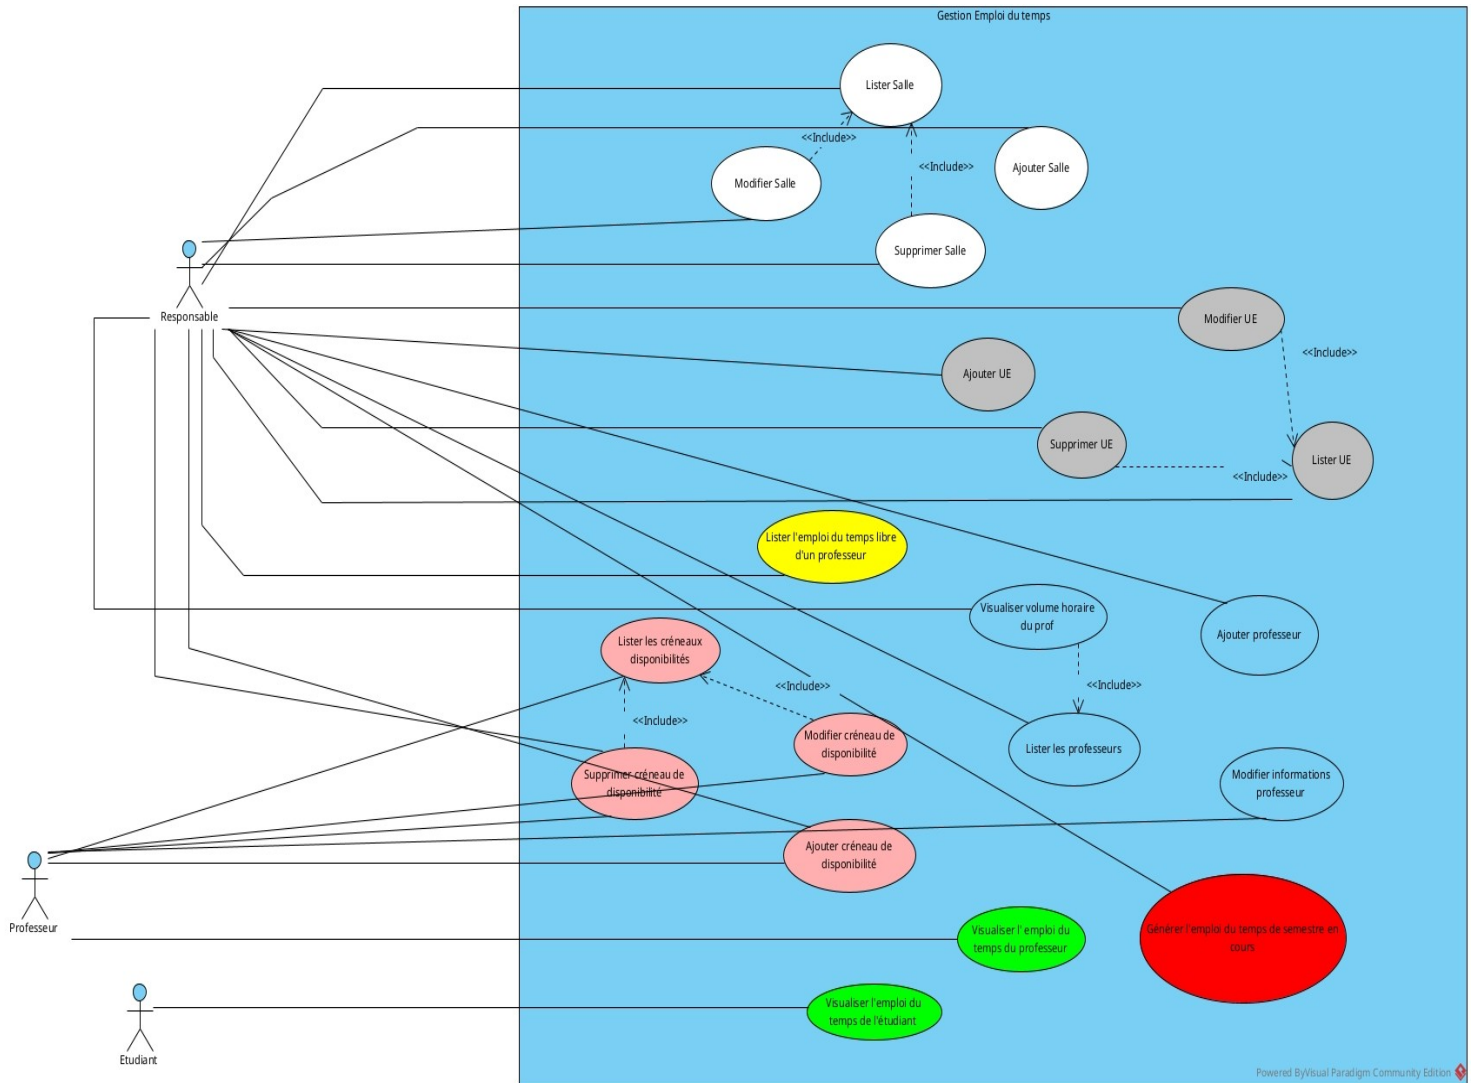 Gestion Emploi du temps
Lister Salle
<<Include>>
<<Include>>
Ajouter Salle
Modifier Salle
Supprimer Salle
Responsable
Modifier UE
<<Include>>
Ajouter UE
Supprimer UE
Lister UE
<<Include>>
Lister l'emploi du temps libre
d'un professeur
Visualiser volume horaire
du prof
Ajouter professeur
Lister les créneaux
disponibilités
<<Include>>
<<Include>>
<<Include>>
Modifier créneau de
disponibilité
Lister les professeurs
Supprimer créneau de
disponibilité
Modifier informations
professeur
Ajouter créneau de
disponibilité
Professeur
Visualiser l' emploi du
temps du professeur
Générer l'emploi du temps de semestre en
cours
Visualiser l'emploi du
temps de l'étudiant
Etudiant
Powered ByVisual Paradigm Community Edition